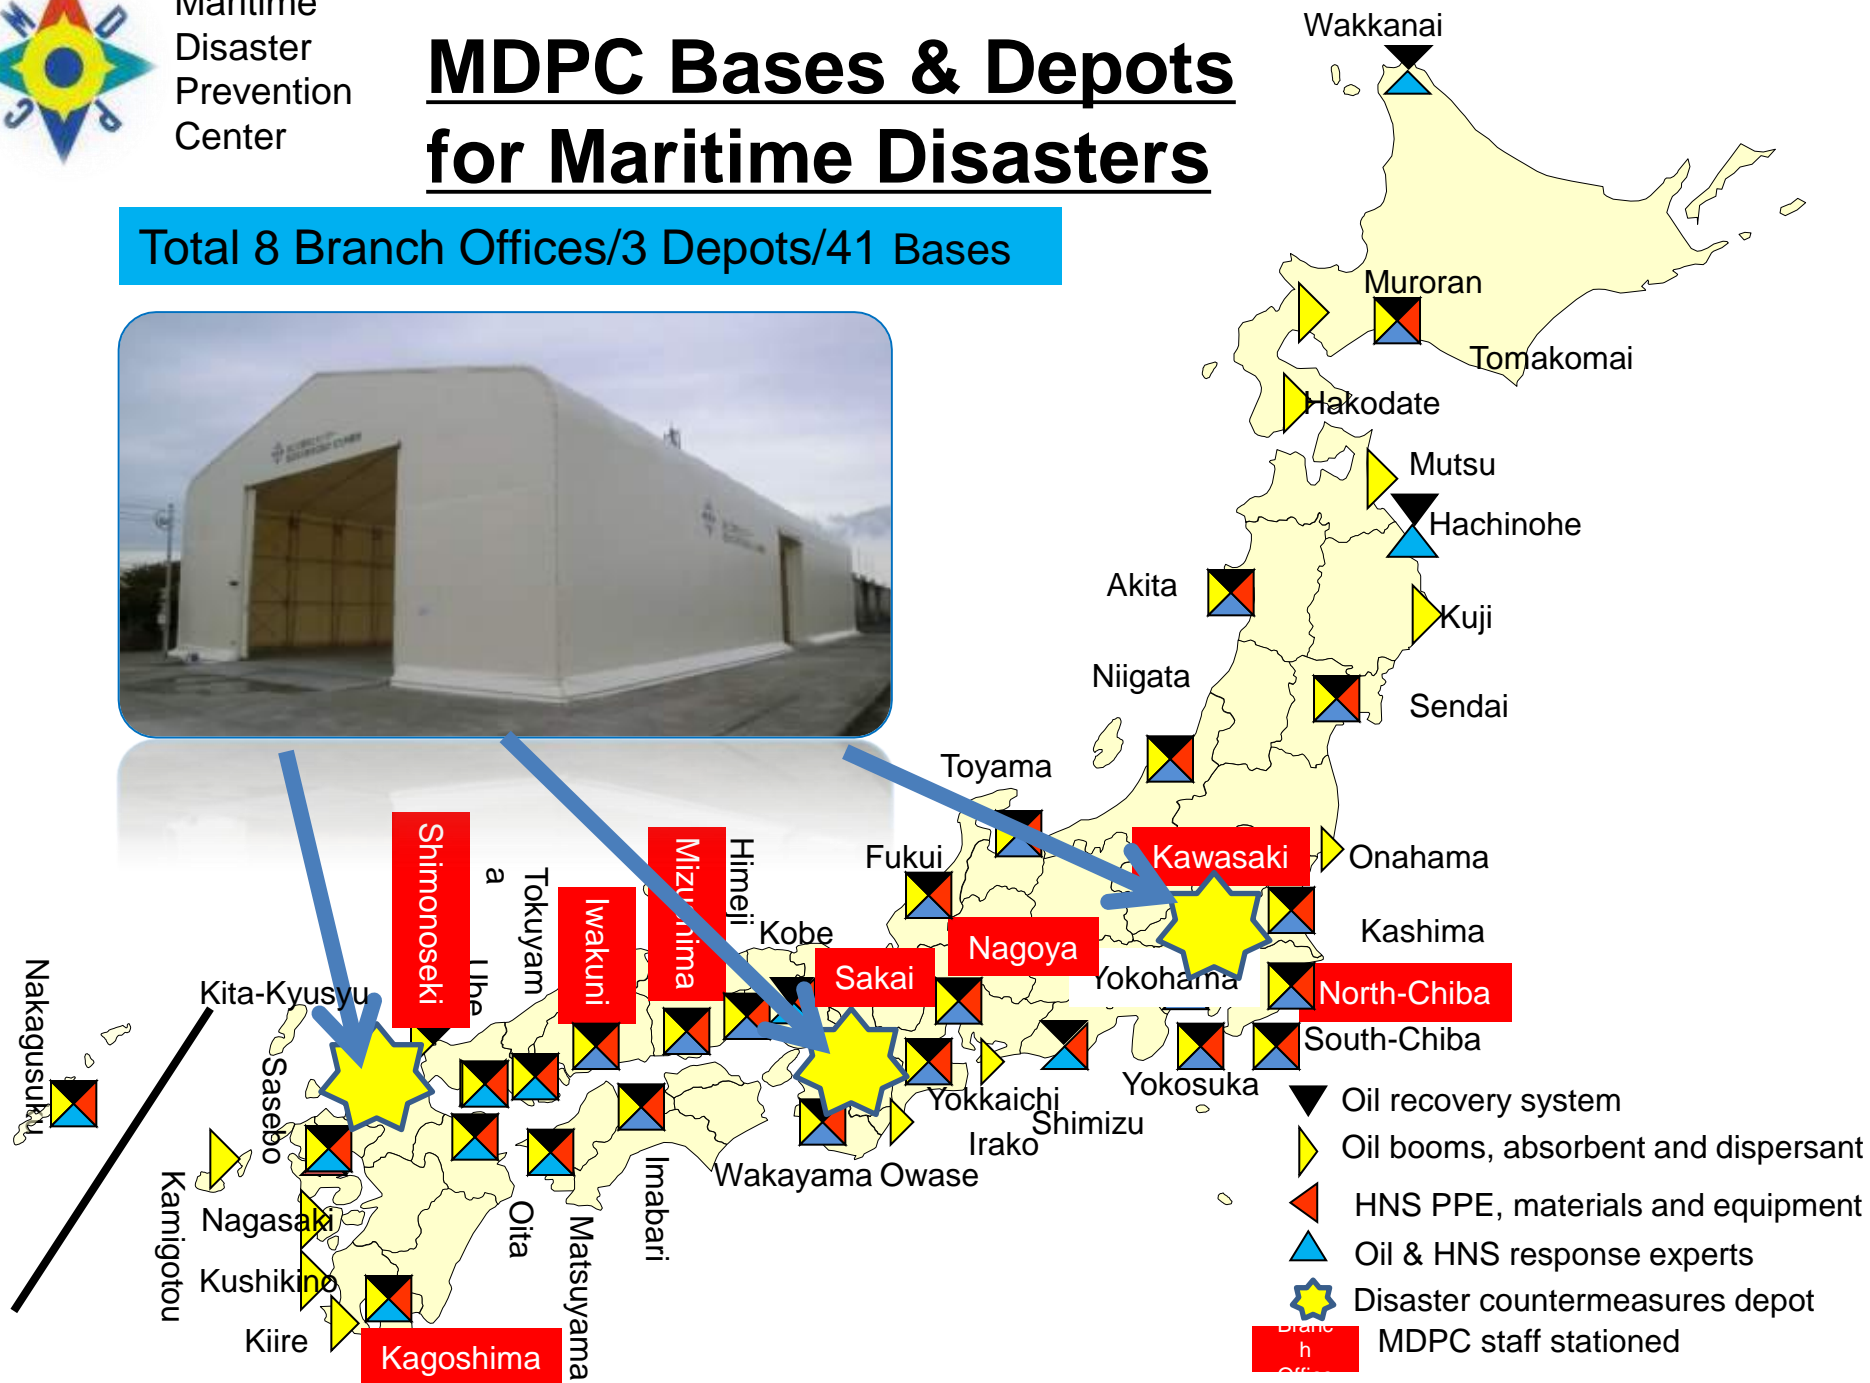 Maritime
Disaster
Prevention
Center
M D P C
MDPC Bases & Depots
for Maritime Disasters
Total 8 Branch Offices/3 Depots/41 Bases
Wakkanai
Muroran
Tomakomai
Hakodate
Mutsu
Hachinohe
Akita
Kuji
Niigata
Sendai
Toyama
Kawasaki
Onahama
Fukui
Kashima
Nagoya
Yokohama
North-Chiba
South-Chiba
Yokosuka
Shimonoseki
Ube
Tokuyam
a
Iwakuni
Mizushima
Himeji
Kobe
Sakai
Yokkaichi
Irako
Shimizu
Wakayama
Owase
Nakagusuku
Kita-Kyusyu
Sasebo
Kamigotou
Nagasaki
Kushikino
Kiire
Kagoshima
Oita
Matsuyama
Imabari
Oil recovery system
Oil booms, absorbent and dispersant
HNS PPE, materials and equipment
Oil & HNS response experts
Disaster countermeasures depot
Branc
h
Office
MDPC staff stationed